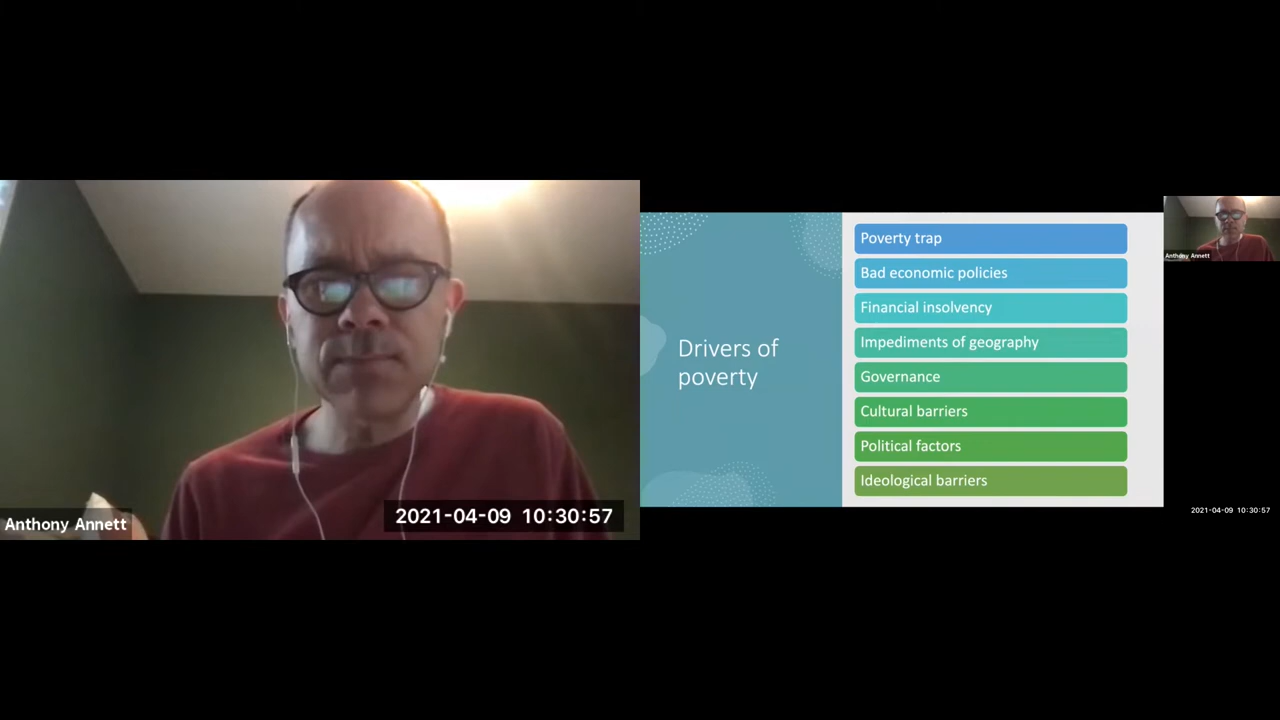 Anthony Annett
2021-04-09 10:30:57
Drivers of
poverty
Poverty trap
Bad economic policies
Financial insolvency
Impediments of geography
Governance
Cultural barriers
Political factors
Ideological barriers
Anthony Annett
2021-04-09 10:30:57